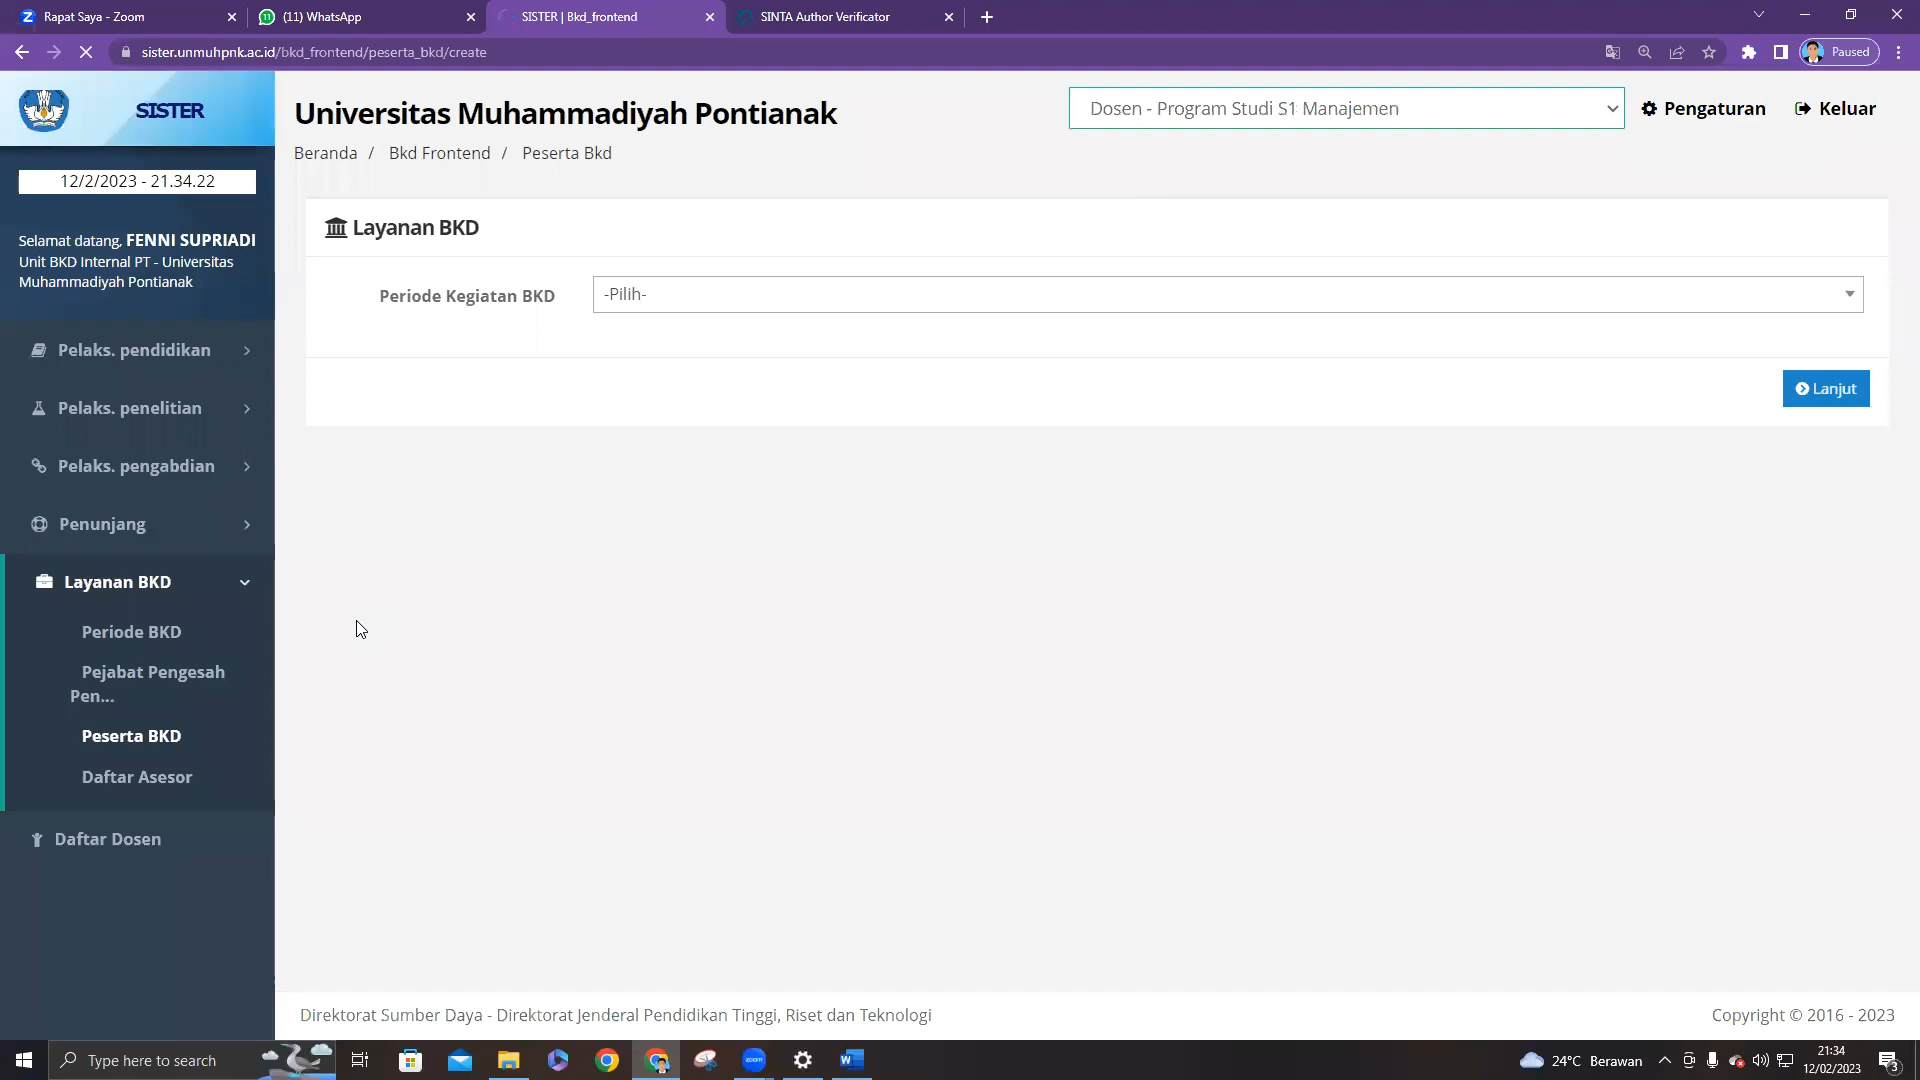 Rapat Saya - Zoom
(11) WhatsApp
SISTER | Bkd_frontend
SINTA Author Verificator
sister.unmuhpnk.ac.id/bkd_frontend/peserta_bkd/create
Paused
SISTER
Universitas Muhammadiyah Pontianak
Dosen - Program Studi S1 Manajemen
Pengaturan
Keluar
Beranda / Bkd Frontend / Peserta Bkd
12/2/2023 - 21.34.22
Selamat datang, FENNI SUPRIADI
Unit BKD Internal PT - Universitas
Muhammadiyah Pontianak
Layanan BKD
Periode Kegiatan BKD
-Pilih-
Lanjut
Pelaks. pendidikan
Pelaks. penelitian
Pelaks. pengabdian
Penunjang
Layanan BKD
Periode BKD
Pejabat Pengesah
Pen...
Peserta BKD
Daftar Asesor
Daftar Dosen
Direktorat Sumber Daya - Direktorat Jenderal Pendidikan Tinggi, Riset dan Teknologi
Copyright © 2016 - 2023
Type here to search
24°C Berawan
21:34
12/02/2023
3